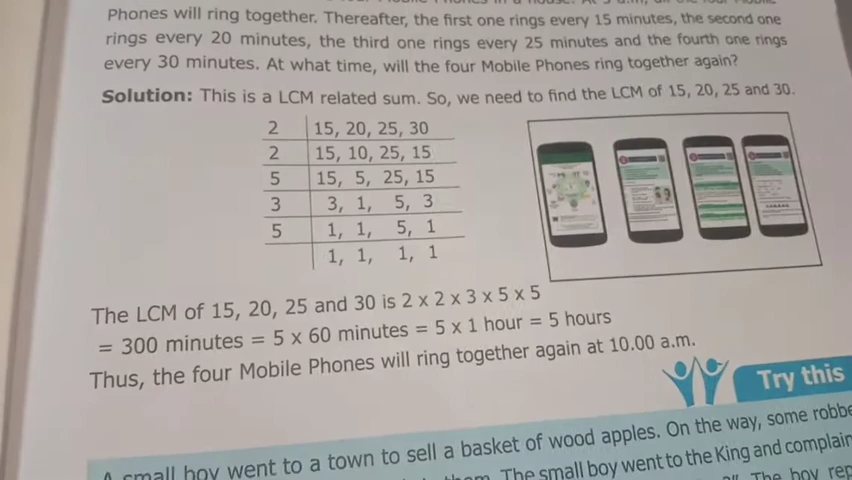 Phones will ring together. Thereafter, the first one rings every 15 minutes, the second one
rings every 20 minutes, the third one rings every 25 minutes and the fourth one rings
every 30 minutes. At what time, will the four Mobile Phones ring together again?
Solution: This is a LCM related sum. So, we need to find the LCM of 15, 20, 25 and 30.
2 15, 20, 25, 30
2 15, 10, 25, 15
5 15, 5, 25, 15
3 3, 1, 5, 3
5 1, 1, 5, 1
1, 1, 1, 1
The LCM of 15, 20, 25 and 30 is 2 x 2 x 3 x 5 x 5
= 300 minutes = 5 x 60 minutes = 5 x 1 hour = 5 hours
Thus, the four Mobile Phones will ring together again at 10.00 a.m.
Try this
A small boy went to a town to sell a basket of wood apples. On the way, some
them. The small boy went to the King and
The boy